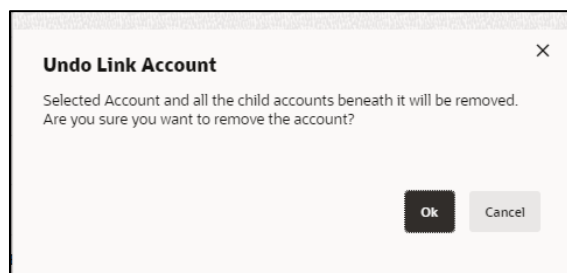 Undo Link Account
Selected Account and all the child accounts beneath it will be removed.
Are you sure you want to remove the account?
Ok
Cancel